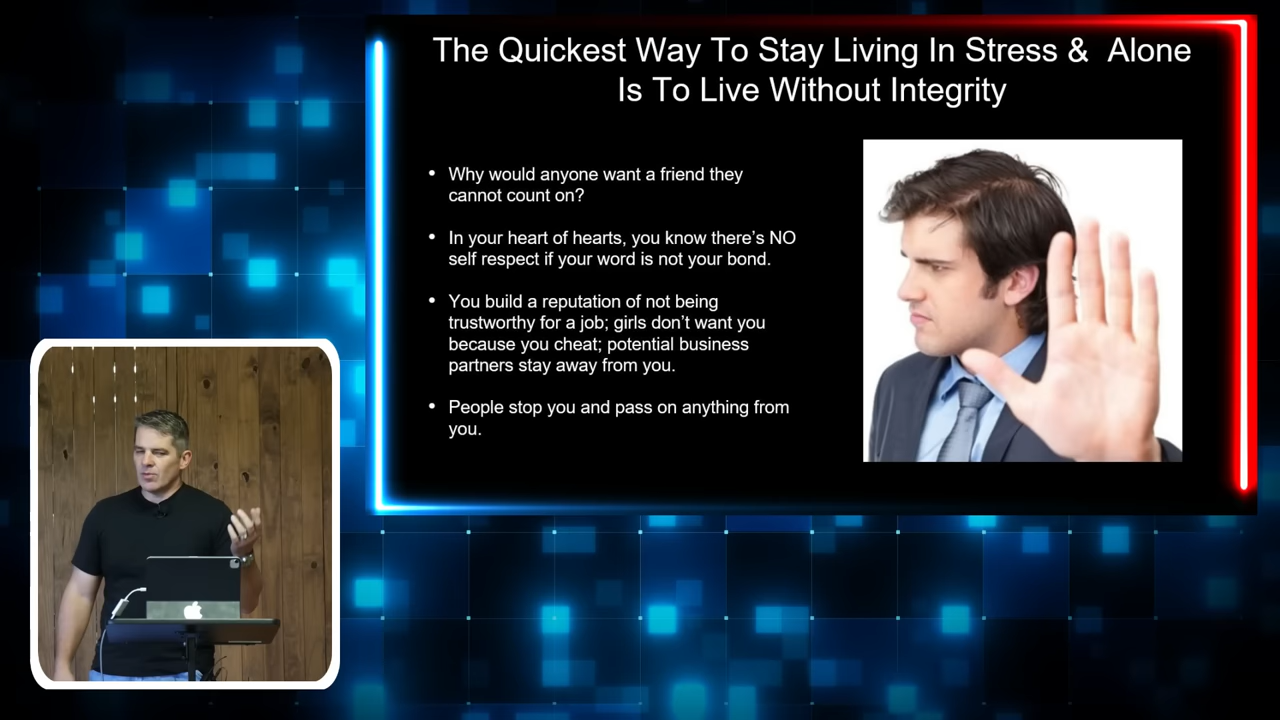 The Quickest Way To Stay Living In Stress &  Alone
Is To Live Without Integrity
• Why would anyone want a friend they
cannot count on?
• In your heart of hearts, you know there's NO
self respect if your word is not your bond.
• You build a reputation of not being
trustworthy for a job; girls don't want you
because you cheat; potential business
partners stay away from you.
• People stop you and pass on anything from
you.